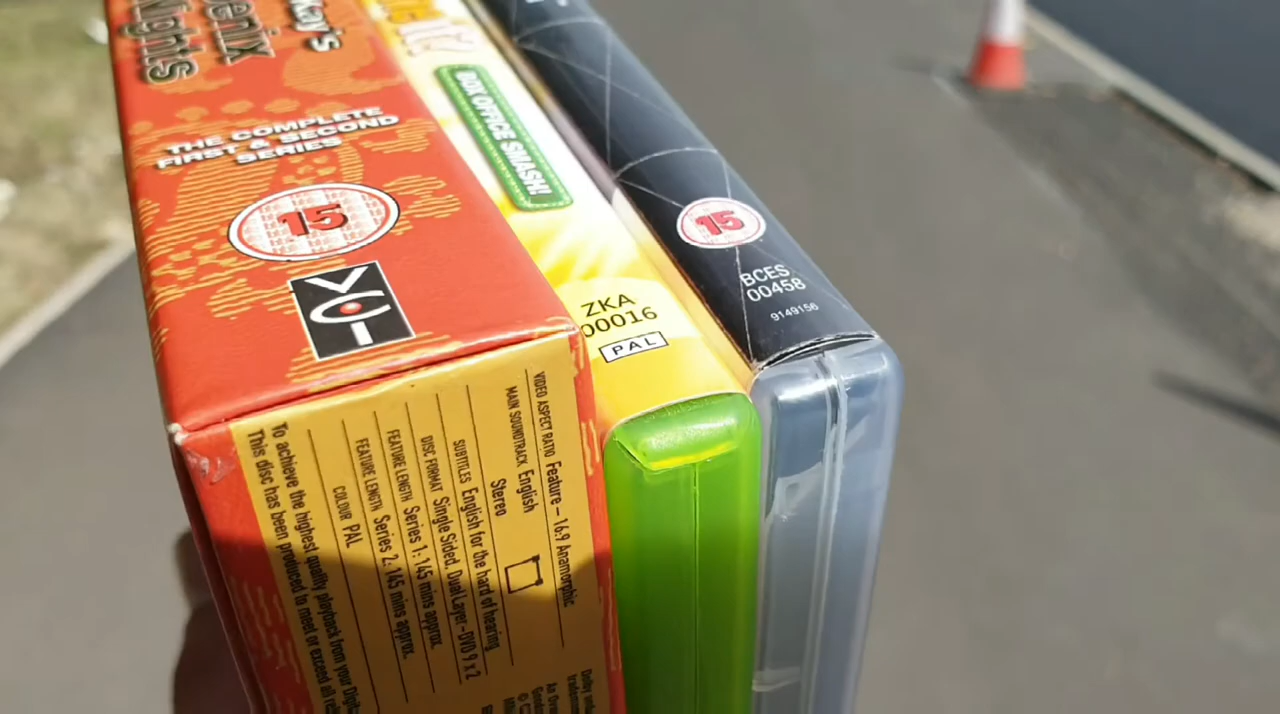 Kay's
Nights
THE COMPLETE
FIRST & SECOND
SERIES
15
VCI
BOX OFFICE SMASH!
ZKA
00016
PAL
15
BCES
00458
9149156
VIDEO ASPECT RATIO Feature – 16:9 Anamorphic
MAIN SOUNDTRACK English
Stereo
SUBTITLES English for the hard of hearing
DISC FORMAT Single Sided, Dual Layer – DVD 9 x 2
FEATURE LENGTH Series 1: 145 mins approx.
FEATURE LENGTH Series 2: 145 mins approx.
COLOUR PAL
To achieve the highest quality playback from your
This disc has been produced to meet or exceed all